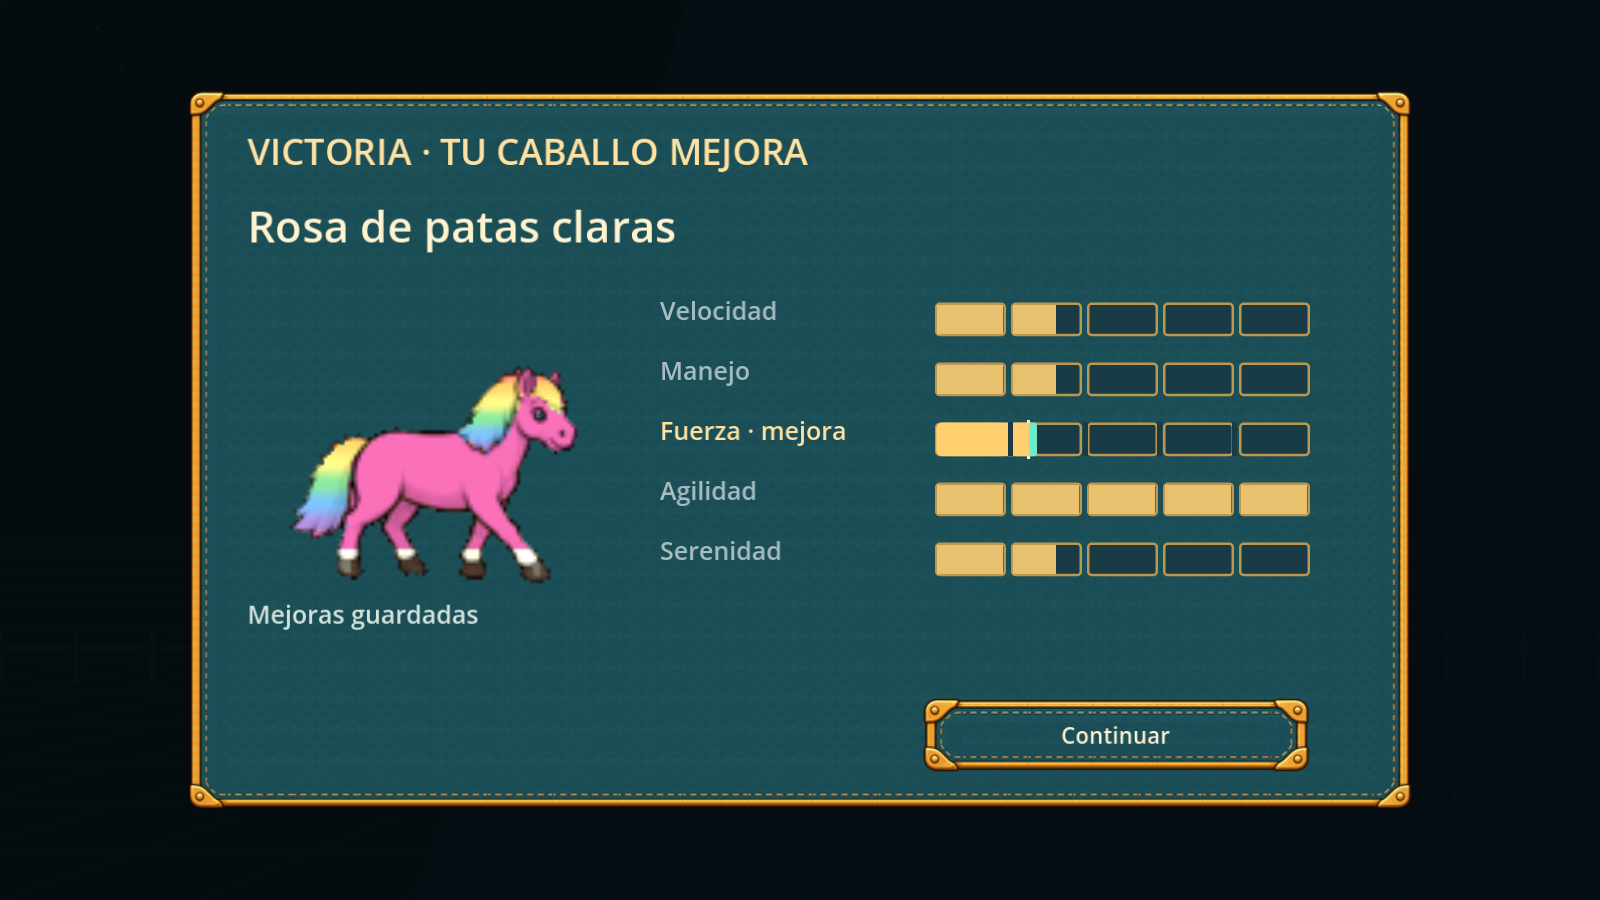 VICTORIA · TU CABALLO MEJORA
Rosa de patas claras
Velocidad
Manejo
Fuerza · mejora
Agilidad
Serenidad
Mejoras guardadas
Continuar